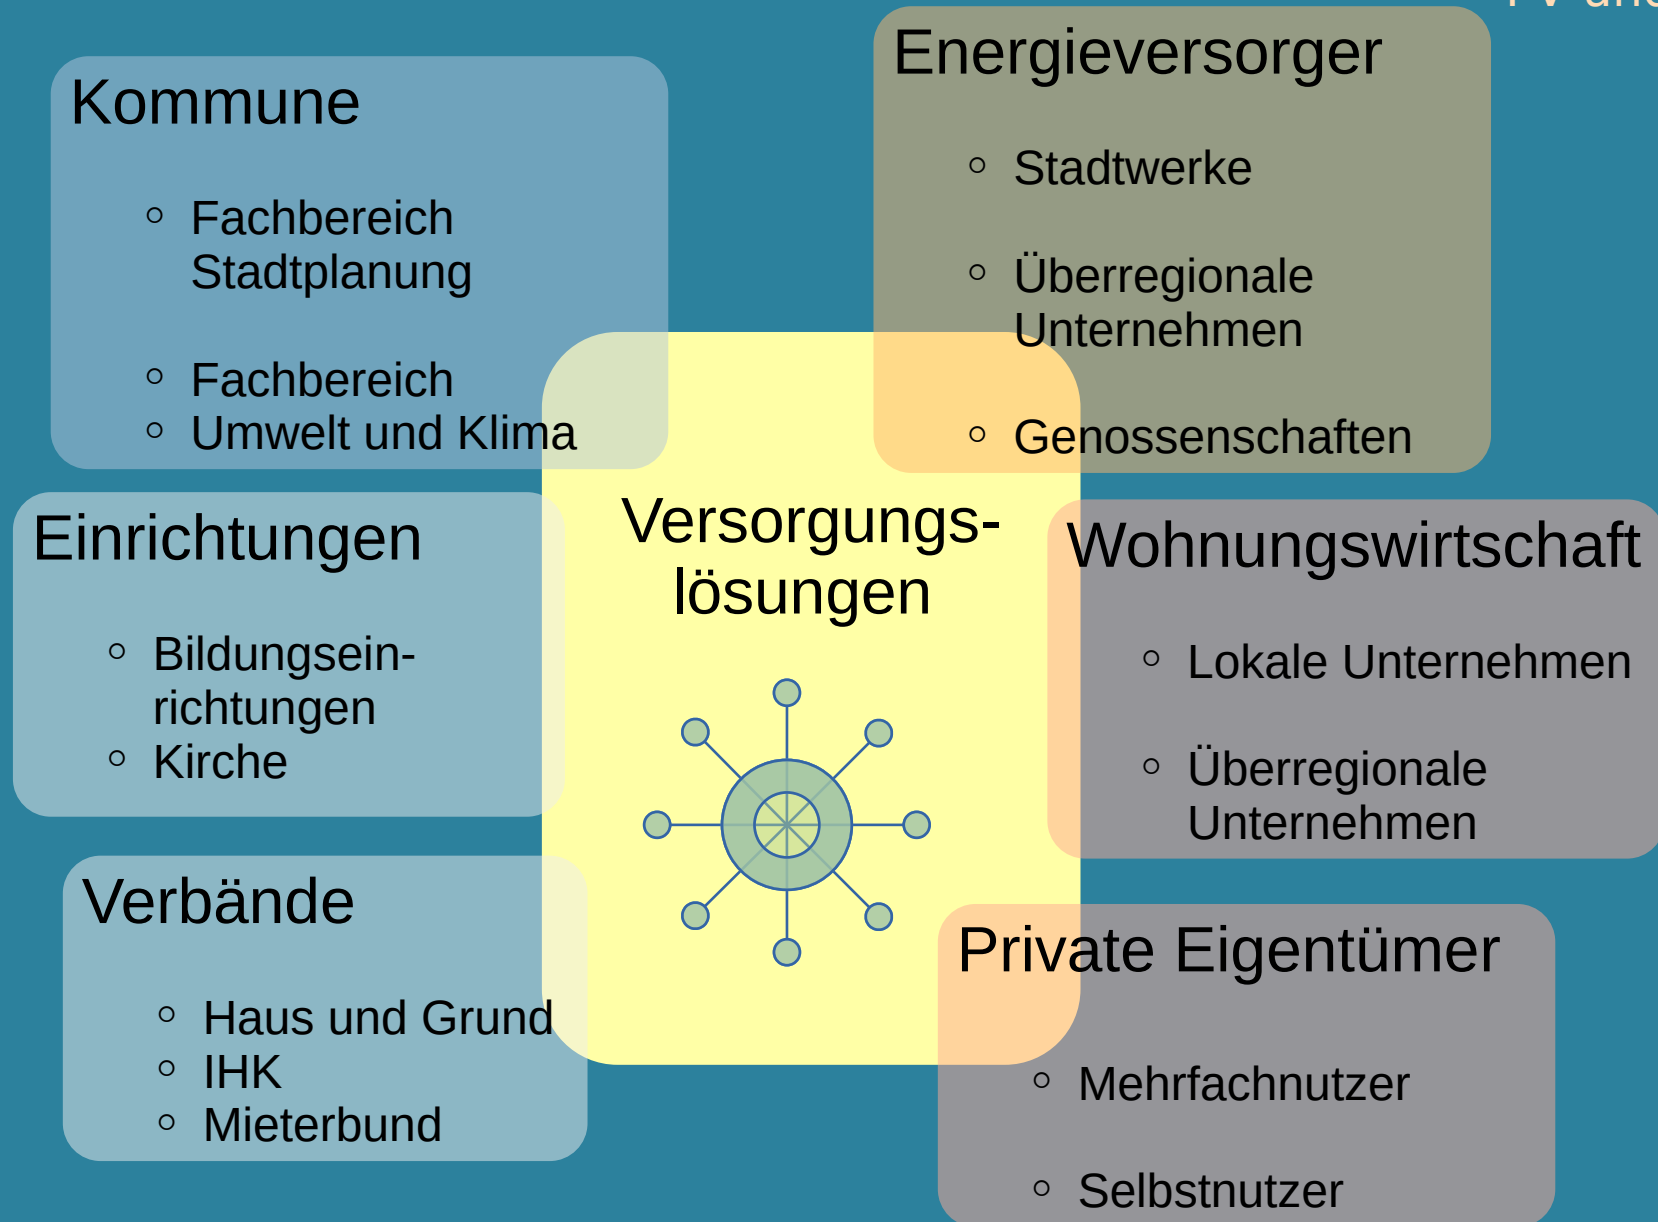 Kommune
Fachbereich
Stadtplanung
Fachbereich
Umwelt und Klima
Energieversorger
Stadtwerke
Überregionale
Unternehmen
Genossenschaften
Einrichtungen
Bildungsein-
richtungen
Kirche
Versorgungs-
lösungen
Wohnungswirtschaft
Lokale Unternehmen
Überregionale
Unternehmen
Verbände
Haus und Grund
IHK
Mieterbund
Private Eigentümer
Mehrfachnutzer
Selbstnutzer